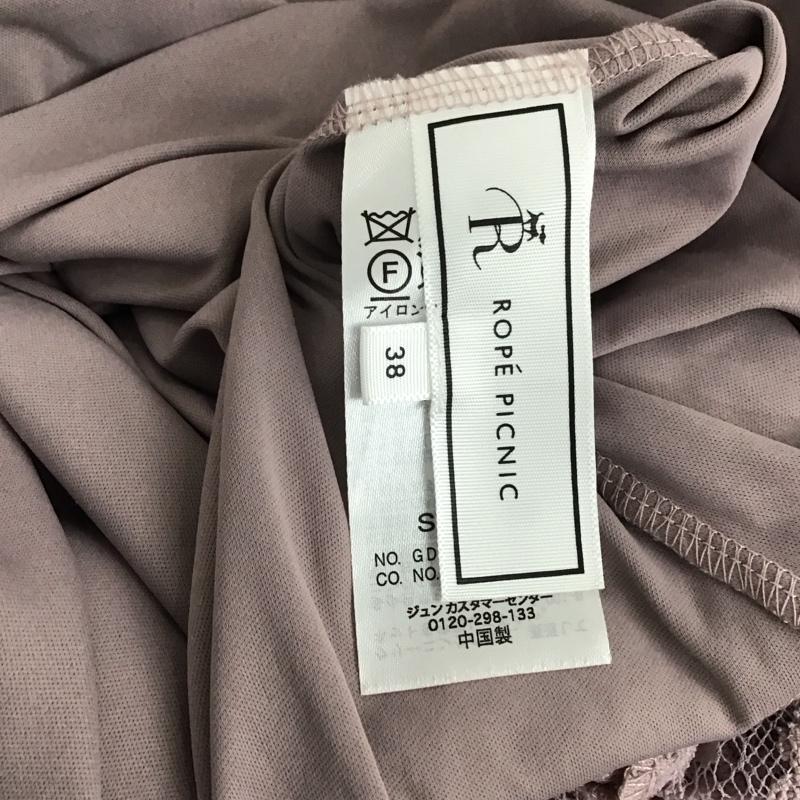 R
ROPÉ PICNIC
F
アイロン
38
S
NO. GD
CO. NO.
ジュン カスタマーセンター
0120-298-133
中国製